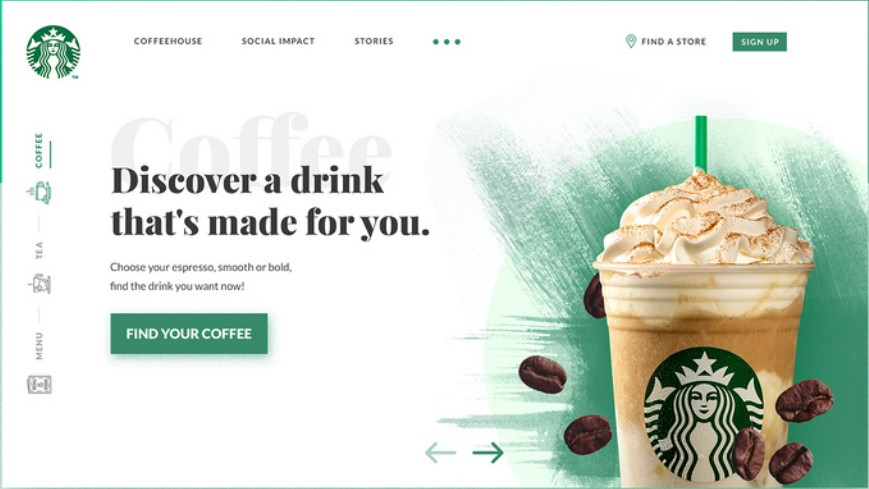 COFFEEHOUSE
SOCIAL IMPACT
STORIES
FIND A STORE
SIGN UP
TM
COFFEE
TEA
MENU
Coffee
Discover a drink
that's made for you.
Choose your espresso, smooth or bold,
find the drink you want now!
FIND YOUR COFFEE